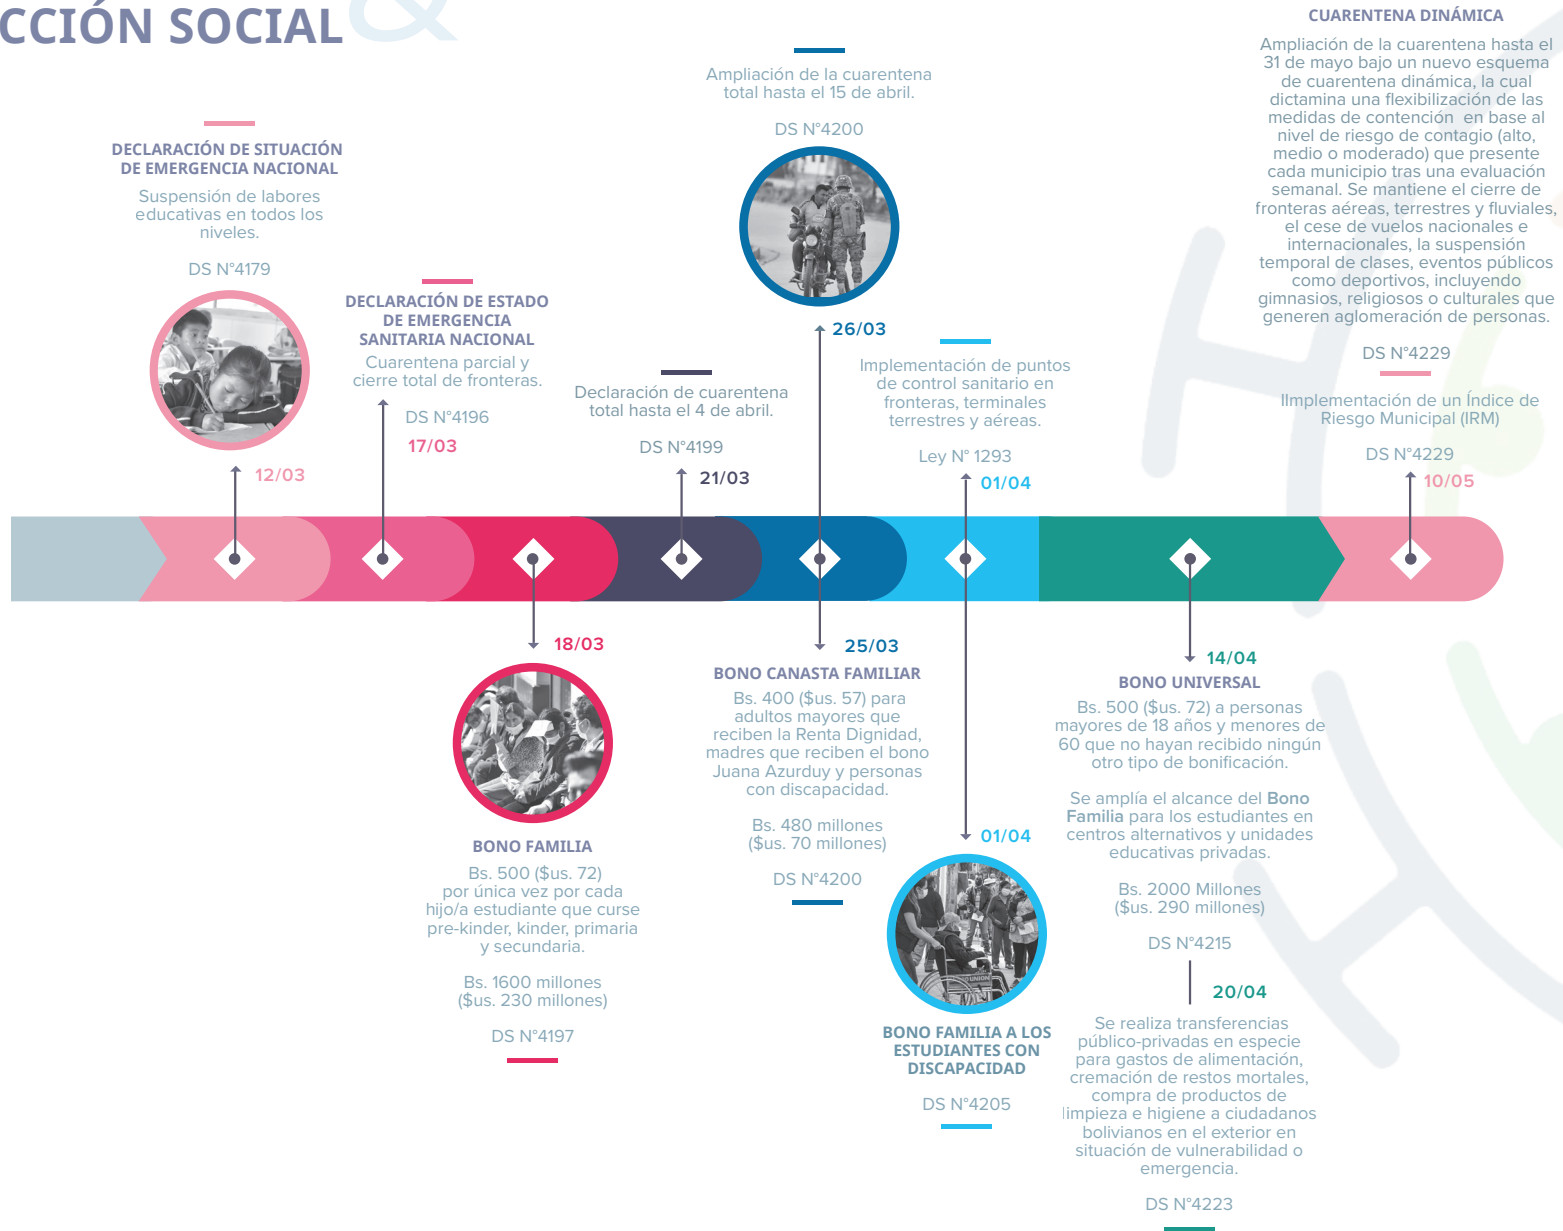 CCIÓN SOCIAL
&
DECLARACIÓN DE SITUACIÓN
DE EMERGENCIA NACIONAL
Suspensión de labores
educativas en todos los
niveles.
DS N°4179
12/03
DECLARACIÓN DE ESTADO
DE EMERGENCIA
SANITARIA NACIONAL
Cuarentena parcial y
cierre total de fronteras.
DS N°4196
17/03
Declaración de cuarentena
total hasta el 4 de abril.
DS N°4199
21/03
Ampliación de la cuarentena
total hasta el 15 de abril.
DS N°4200
26/03
Implementación de puntos
de control sanitario en
fronteras, terminales
terrestres y aéreas.
Ley N° 1293
01/04
CUARENTENA DINÁMICA
Ampliación de la cuarentena hasta el
31 de mayo bajo un nuevo esquema
de cuarentena dinámica, la cual
dictamina una flexibilización de las
medidas de contención en base al
nivel de riesgo de contagio (alto,
medio o moderado) que presente
cada municipio tras una evaluación
semanal. Se mantiene el cierre de
fronteras aéreas, terrestres y fluviales,
el cese de vuelos nacionales e
internacionales, la suspensión
temporal de clases, eventos públicos
como deportivos, incluyendo
gimnasios, religiosos o culturales que
generen aglomeración de personas.
DS N°4229
IImplementación de un Índice de
Riesgo Municipal (IRM)
DS N°4229
10/05
18/03
BONO FAMILIA
Bs. 500 ($us. 72)
por única vez por cada
hijo/a estudiante que curse
pre-kinder, kinder, primaria
y secundaria.
Bs. 1600 millones
($us. 230 millones)
DS N°4197
25/03
BONO CANASTA FAMILIAR
Bs. 400 ($us. 57) para
adultos mayores que
reciben la Renta Dignidad,
madres que reciben el bono
Juana Azurduy y personas
con discapacidad.
Bs. 480 millones
($us. 70 millones)
DS N°4200
01/04
BONO FAMILIA A LOS
ESTUDIANTES CON
DISCAPACIDAD
DS N°4205
14/04
BONO UNIVERSAL
Bs. 500 ($us. 72) a personas
mayores de 18 años y menores de
60 que no hayan recibido ningún
otro tipo de bonificación.
Se amplía el alcance del Bono
Familia para los estudiantes en
centros alternativos y unidades
educativas privadas.
Bs. 2000 Millones
($us. 290 millones)
DS N°4215
20/04
Se realiza transferencias
público-privadas en especie
para gastos de alimentación,
cremación de restos mortales,
compra de productos de
limpieza e higiene a ciudadanos
bolivianos en el exterior en
situación de vulnerabilidad o
emergencia.
DS N°4223